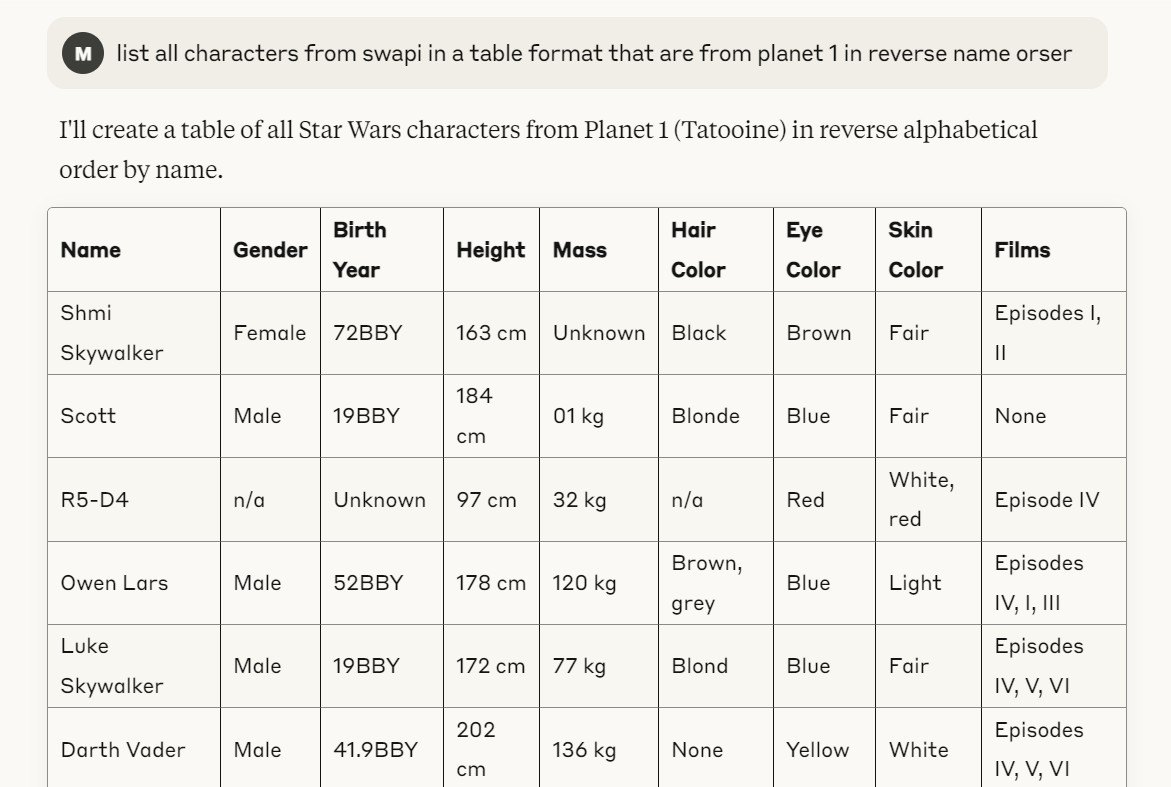 M list all characters from swapi in a table format that are from planet 1 in reverse name orser
I'll create a table of all Star Wars characters from Planet 1 (Tatooine) in reverse alphabetical
order by name.
Name Gender Birth Year Height Mass Hair Color Eye Color Skin Color Films
Shmi Skywalker Female 72BBY 163 cm Unknown Black Brown Fair Episodes I, II
Scott Male 19BBY 184 cm 01 kg Blonde Blue Fair None
R5-D4 n/a Unknown 97 cm 32 kg n/a Red White, red Episode IV
Owen Lars Male 52BBY 178 cm 120 kg Brown, grey Blue Light Episodes IV, I, III
Luke Skywalker Male 19BBY 172 cm 77 kg Blond Blue Fair Episodes IV, V, VI
Darth Vader Male 41.9BBY 202 cm 136 kg None Yellow White Episodes IV, V, VI